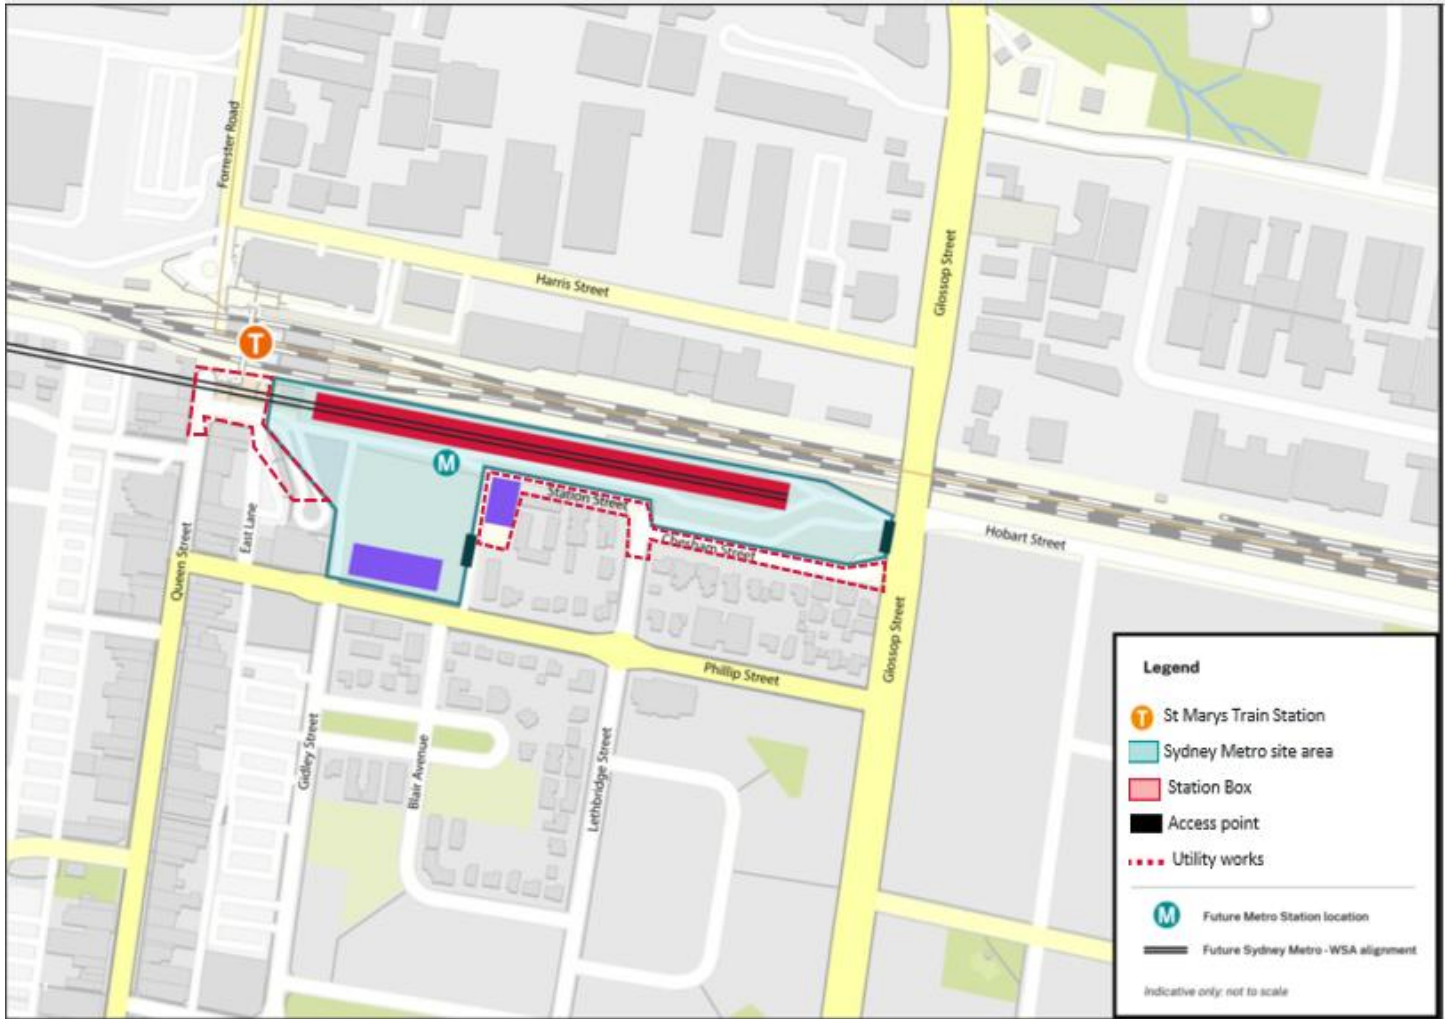 Forrester Road
Harris Street
Glossop Street
T
M
Station Street
Chesham Street
Hobart Street
East Lane
Queen Street
Glossop Street
Phillip Street
Gidley Street
Blair Avenue
Lethbridge Street
Legend
T St Marys Train Station
Sydney Metro site area
Station Box
Access point
Utility works
M Future Metro Station location
Future Sydney Metro - WSA alignment
Indicative only: not to scale